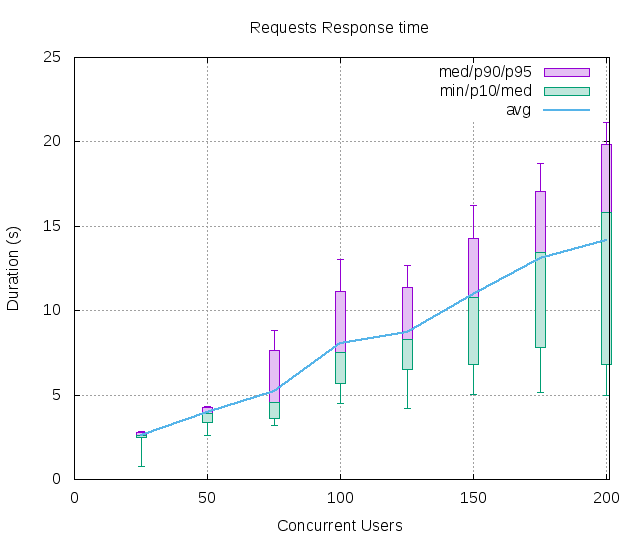 Requests Response time
25
20
15
10
5
0
Duration (s)
med/p90/p95
min/p10/med
avg
0 50 100 150 200
Concurrent Users